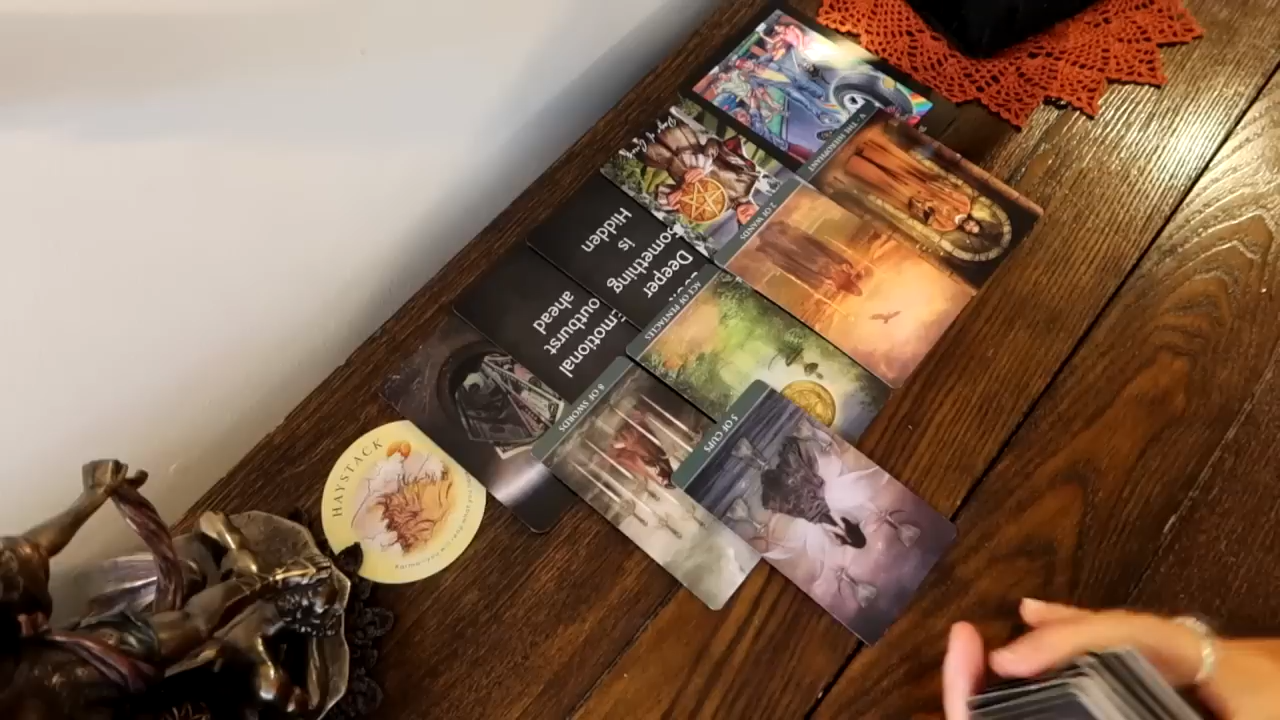 V - THE HIEROPHANT
2 OF WANDS
ACE OF PENTACLES
8 OF SWORDS
5 OF CUPS
Deeper
Something
is
Hidden
Emotional
outburst
ahead
HAYSTACK